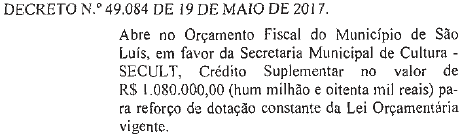 DECRETO N.º 49.084 DE 19 DE MAIO DE 2017.
Abre no Orçamento Fiscal do Município de São
Luís, em favor da Secretaria Municipal de Cultura -
SECULT, Crédito Suplementar no valor de
R$ 1.080.000,00 (hum milhão e oitenta mil reais) pa-
ra reforço de dotação constante da Lei Orçamentária
vigente.